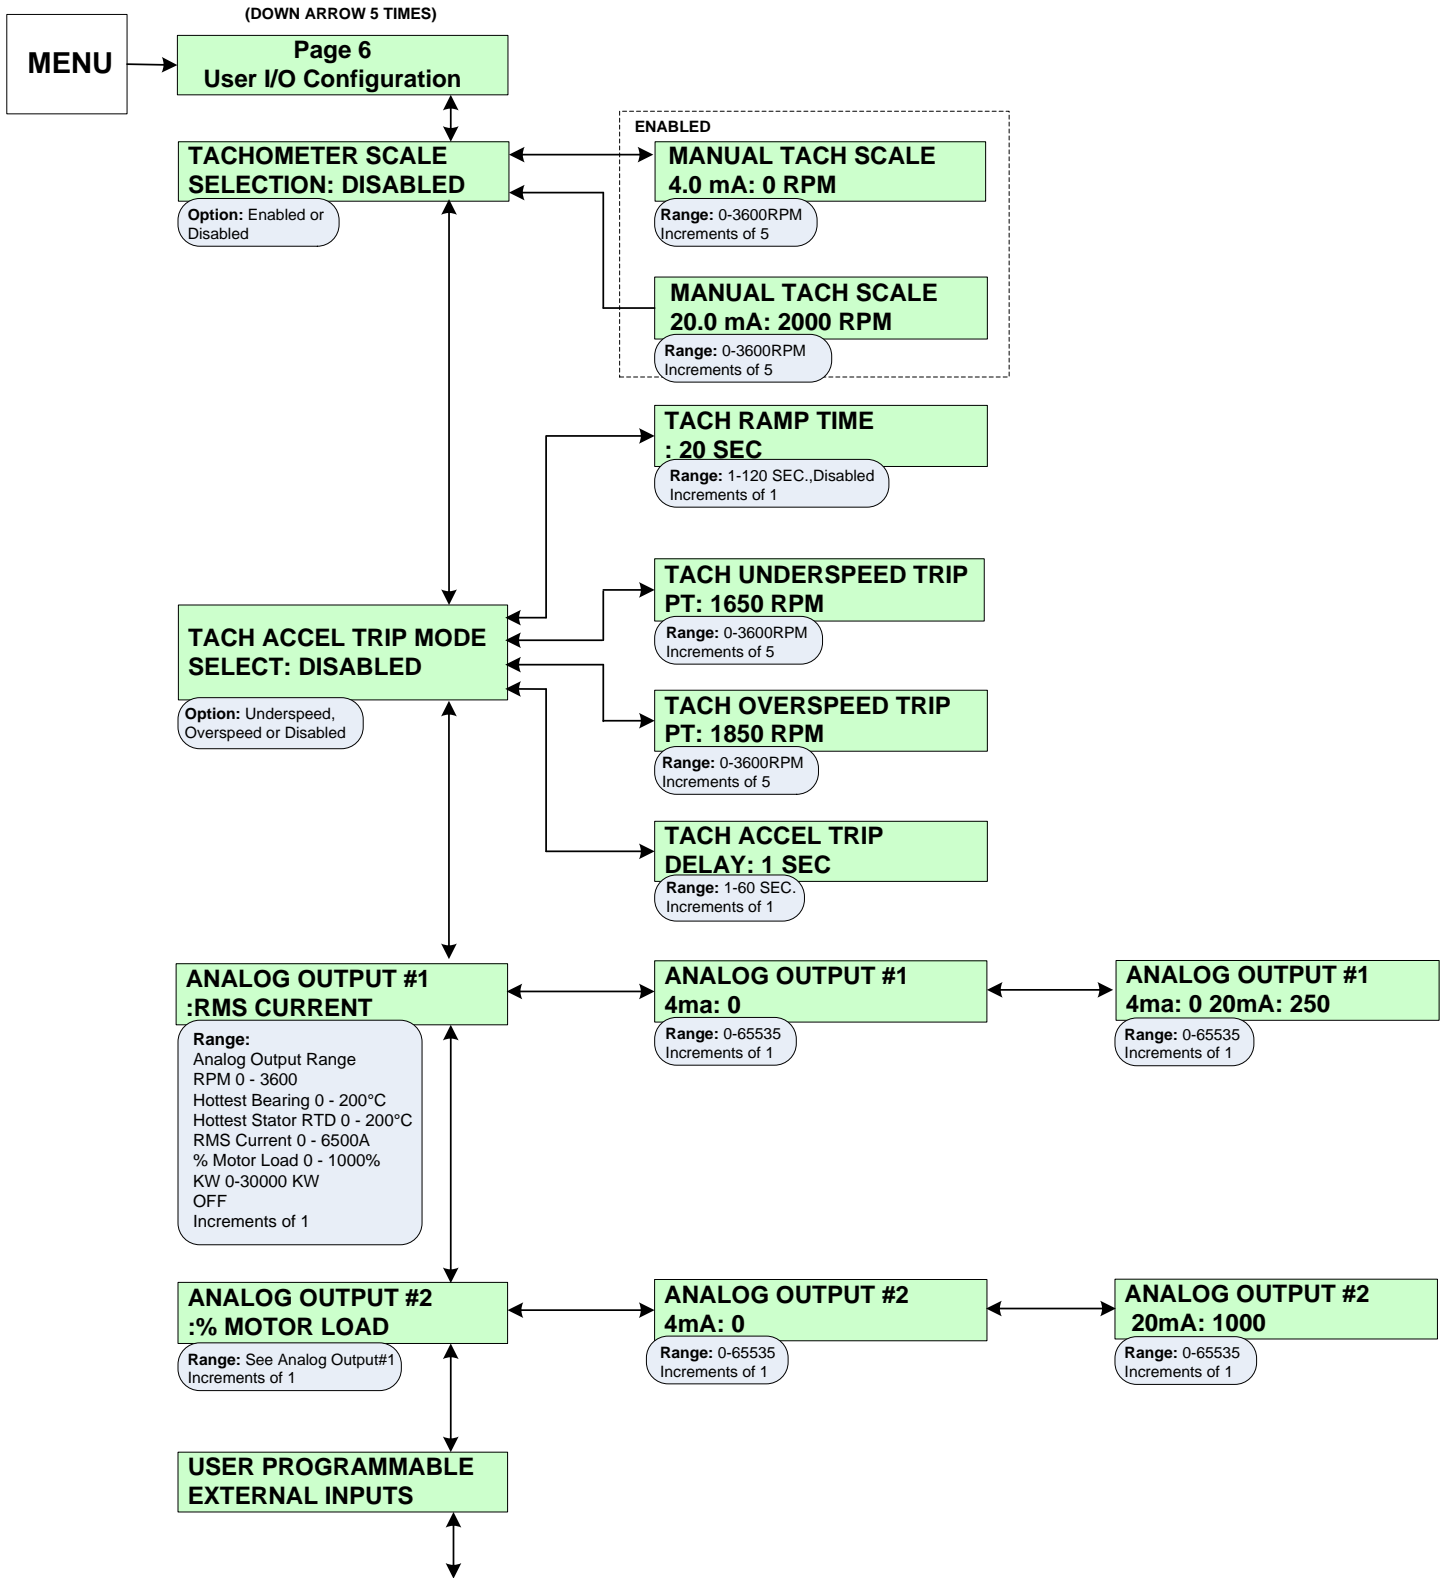 (DOWN ARROW 5 TIMES)
MENU
Page 6
User I/O Configuration
ENABLED
TACHOMETER SCALE
SELECTION: DISABLED
Option: Enabled or
Disabled
MANUAL TACH SCALE
4.0 mA: 0 RPM
Range: 0-3600RPM
Increments of 5
MANUAL TACH SCALE
20.0 mA: 2000 RPM
Range: 0-3600RPM
Increments of 5
TACH RAMP TIME
: 20 SEC
Range: 1-120 SEC.,Disabled
Increments of 1
TACH UNDERSPEED TRIP
PT: 1650 RPM
Range: 0-3600RPM
Increments of 5
TACH ACCEL TRIP MODE
SELECT: DISABLED
Option: Underspeed,
Overspeed or Disabled
TACH OVERSPEED TRIP
PT: 1850 RPM
Range: 0-3600RPM
Increments of 5
TACH ACCEL TRIP
DELAY: 1 SEC
Range: 1-60 SEC.
Increments of 1
ANALOG OUTPUT #1
:RMS CURRENT
Range:
Analog Output Range
RPM 0 - 3600
Hottest Bearing 0 - 200°C
Hottest Stator RTD 0 - 200°C
RMS Current 0 - 6500A
% Motor Load 0 - 1000%
KW 0-30000 KW
OFF
Increments of 1
ANALOG OUTPUT #1
4ma: 0
Range: 0-65535
Increments of 1
ANALOG OUTPUT #1
4ma: 0 20mA: 250
Range: 0-65535
Increments of 1
ANALOG OUTPUT #2
:% MOTOR LOAD
Range: See Analog Output#1
Increments of 1
ANALOG OUTPUT #2
4mA: 0
Range: 0-65535
Increments of 1
ANALOG OUTPUT #2
20mA: 1000
Range: 0-65535
Increments of 1
USER PROGRAMMABLE
EXTERNAL INPUTS